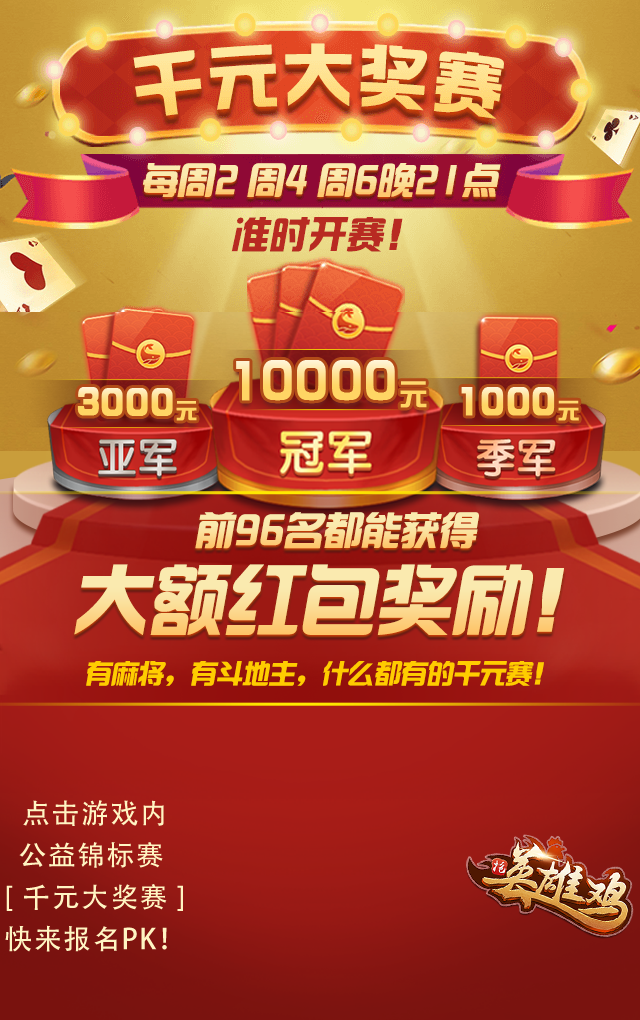 千元大奖赛
每周2 周4 周6晚21点
准时开赛！
3000元
10000元
1000元
亚军
冠军
季军
前96名都能获得
大额红包奖励！
有麻将，有斗地主，什么都有的千元赛！
点击游戏内
公益锦标赛
[ 千元大奖赛 ]
快来报名PK!
抢英雄鸡